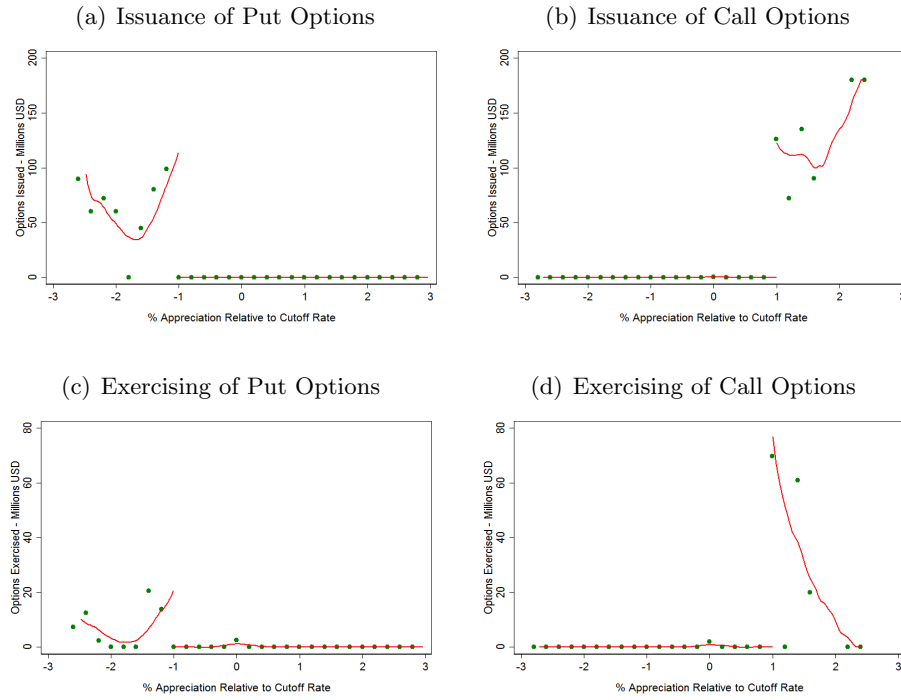 (a) Issuance of Put Options
(b) Issuance of Call Options
Options Issued - Millions USD
0 50 100 150 200
-3 -2 -1 0 1 2 3
% Appreciation Relative to Cutoff Rate
Options Issued - Millions USD
0 50 100 150 200
-3 -2 -1 0 1 2 3
% Appreciation Relative to Cutoff Rate
(c) Exercising of Put Options
(d) Exercising of Call Options
Options Exercised - Millions USD
0 20 40 60 80
-3 -2 -1 0 1 2 3
% Appreciation Relative to Cutoff Rate
Options Exercised - Millions USD
0 20 40 60 80
-3 -2 -1 0 1 2 3
% Appreciation Relative to Cutoff Rate